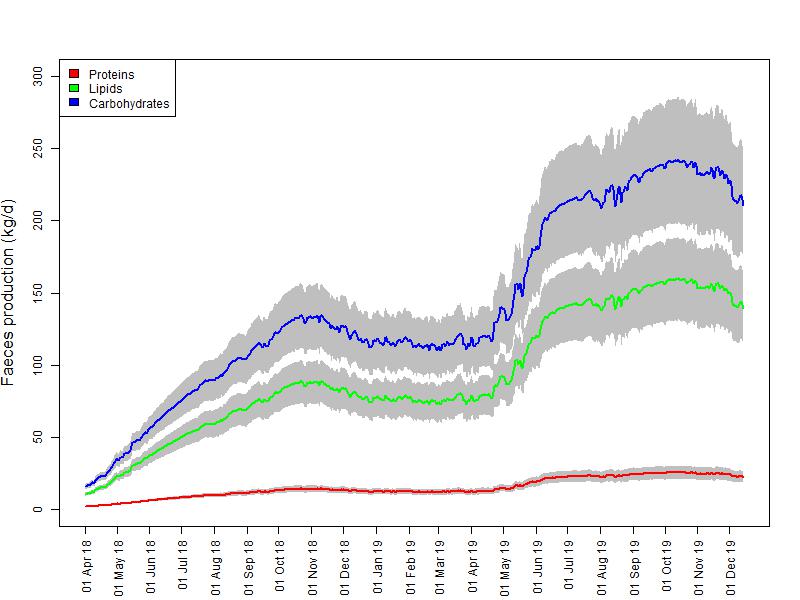 Proteins
Lipids
Carbohydrates
Faeces production (kg/d)
300
250
200
150
100
50
0
01 Apr 18
01 May 18
01 Jun 18
01 Jul 18
01 Aug 18
01 Sep 18
01 Oct 18
01 Nov 18
01 Dec 18
01 Jan 19
01 Feb 19
01 Mar 19
01 Apr 19
01 May 19
01 Jun 19
01 Jul 19
01 Aug 19
01 Sep 19
01 Oct 19
01 Nov 19
01 Dec 19